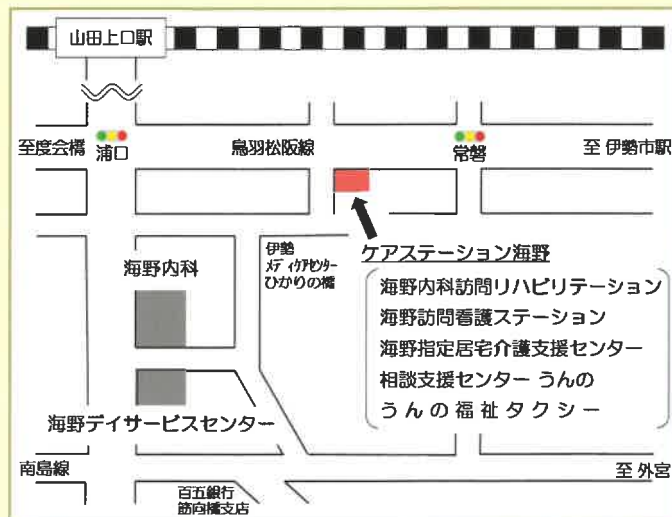 山田上口駅
至度会橋
浦口
鳥羽松阪線
常磐
至 伊勢市駅
海野内科
伊勢
メディケアセンター
ひかりの橋
ケアステーション海野
海野内科訪問リハビリテーション
海野訪問看護ステーション
海野指定居宅介護支援センター
相談支援センター うんの
うんの福祉タクシー
海野デイサービスセンター
南島線
至 外宮
百五銀行
筋向橋支店